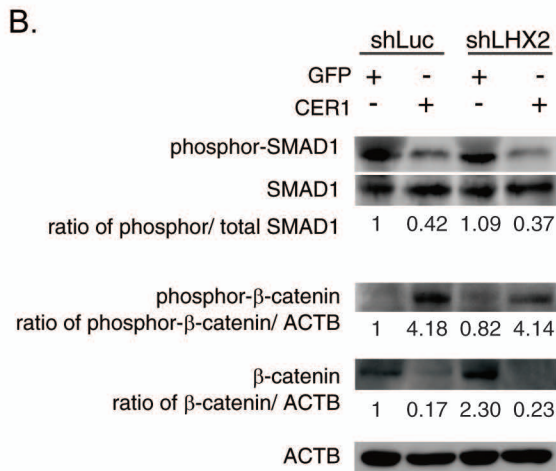 B.
shLuc shLHX2
GFP + - + -
CER1 - + - +
phosphor-SMAD1
SMAD1
ratio of phosphor/ total SMAD1 1 0.42 1.09 0.37
phosphor-β-catenin
ratio of phosphor-β-catenin/ ACTB 1 4.18 0.82 4.14
β-catenin
ratio of β-catenin/ ACTB 1 0.17 2.30 0.23
ACTB